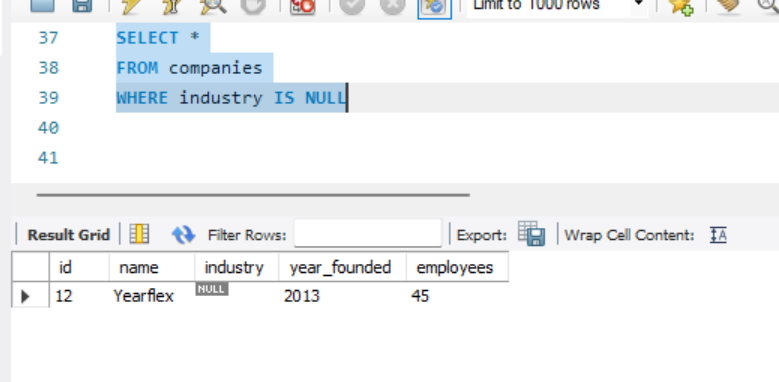 Limit to 1000 rows
37 SELECT *
38 FROM companies
39 WHERE industry IS NULL
40
41
Result Grid Filter Rows: Export: Wrap Cell Content: IA
id name industry year_founded employees
12 Yearflex NULL 2013 45